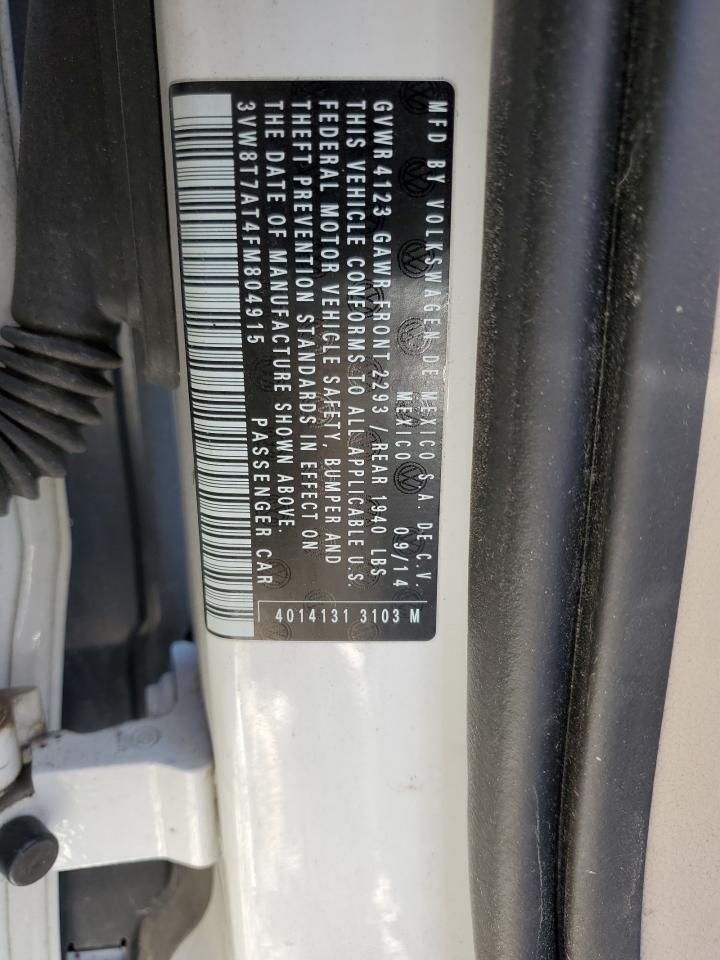 MFD BY VOLKSWAGEN DE MEXICO S.A. DE C.V.
MEXICO 09/14
GVWR 4123 GAWR FRONT 2293 / REAR 1940 LBS
THIS VEHICLE CONFORMS TO ALL APPLICABLE U.S.
FEDERAL MOTOR VEHICLE SAFETY, BUMPER AND
THEFT PREVENTION STANDARDS IN EFFECT ON
THE DATE OF MANUFACTURE SHOWN ABOVE
3VW8T7AT4FM804915 PASSENGER CAR
4014131 3103 M